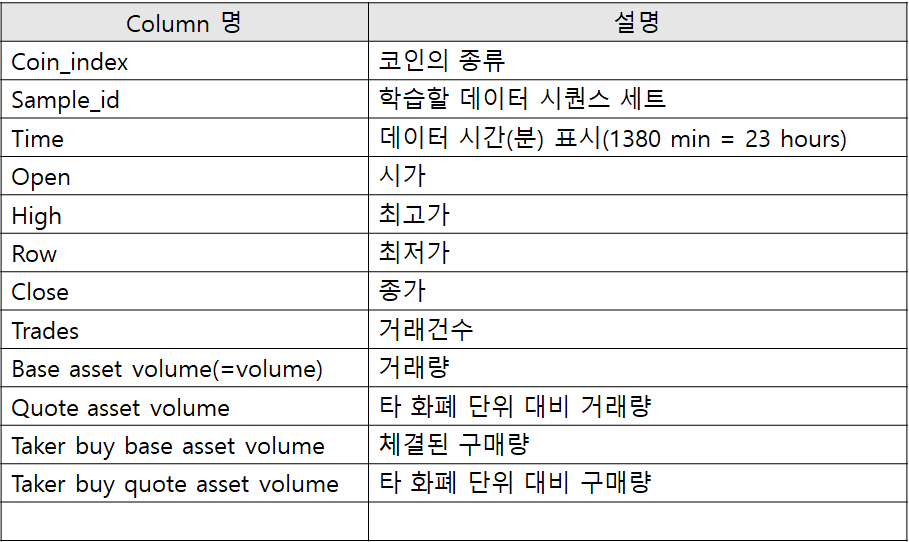 Column 명 설명
Coin_index 코인의 종류
Sample_id 학습할 데이터 시퀀스 세트
Time 데이터 시간(분) 표시(1380 min = 23 hours)
Open 시가
High 최고가
Row 최저가
Close 종가
Trades 거래건수
Base asset volume(=volume) 거래량
Quote asset volume 타 화폐 단위 대비 거래량
Taker buy base asset volume 체결된 구매량
Taker buy quote asset volume 타 화폐 단위 대비 구매량